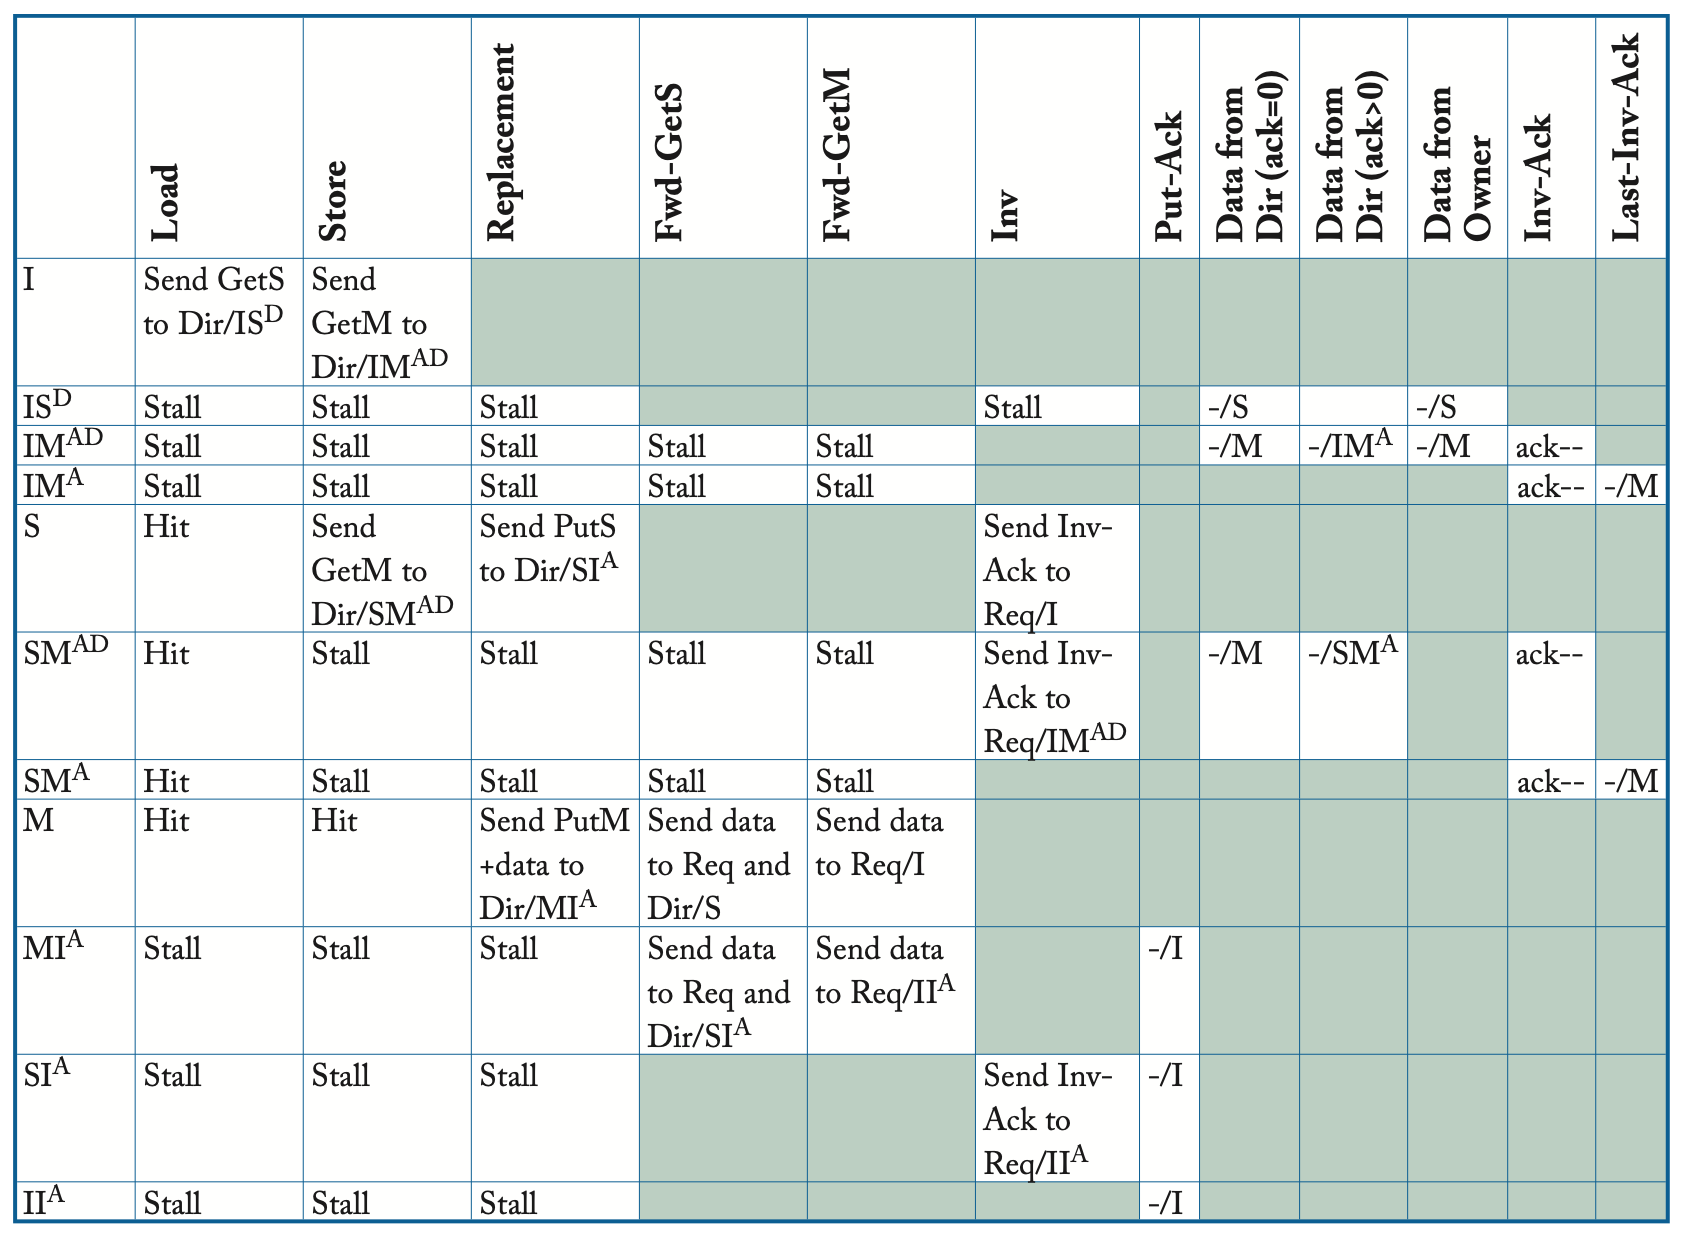 Load Store Replacement Fwd-GetS Fwd-GetM Inv Put-Ack Data from Dir (ack=0) Data from Dir (ack>0) Data from Owner Inv-Ack Last-Inv-Ack
I Send GetS Send
to Dir/IS^D GetM to
Dir/IM^AD
IS^D Stall Stall Stall Stall -/S -/S
IM^AD Stall Stall Stall Stall Stall -/M -/IM^A -/M ack--
IM^A Stall Stall Stall Stall Stall ack-- -/M
S Hit Send Send PutS Send Inv-
GetM to to Dir/SI^A Ack to
Dir/SM^AD Req/I
SM^AD Hit Stall Stall Stall Stall Send Inv- -/M -/SM^A ack--
Ack to
Req/IM^AD
SM^A Hit Stall Stall Stall Stall ack-- -/M
M Hit Hit Send PutM Send data Send data
+data to to Req and to Req/I
Dir/MI^A Dir/S
MI^A Stall Stall Stall Send data Send data -/I
to Req and to Req/II^A
Dir/SI^A
SI^A Stall Stall Stall Send Inv- -/I
Ack to
Req/II^A
II^A Stall Stall Stall -/I